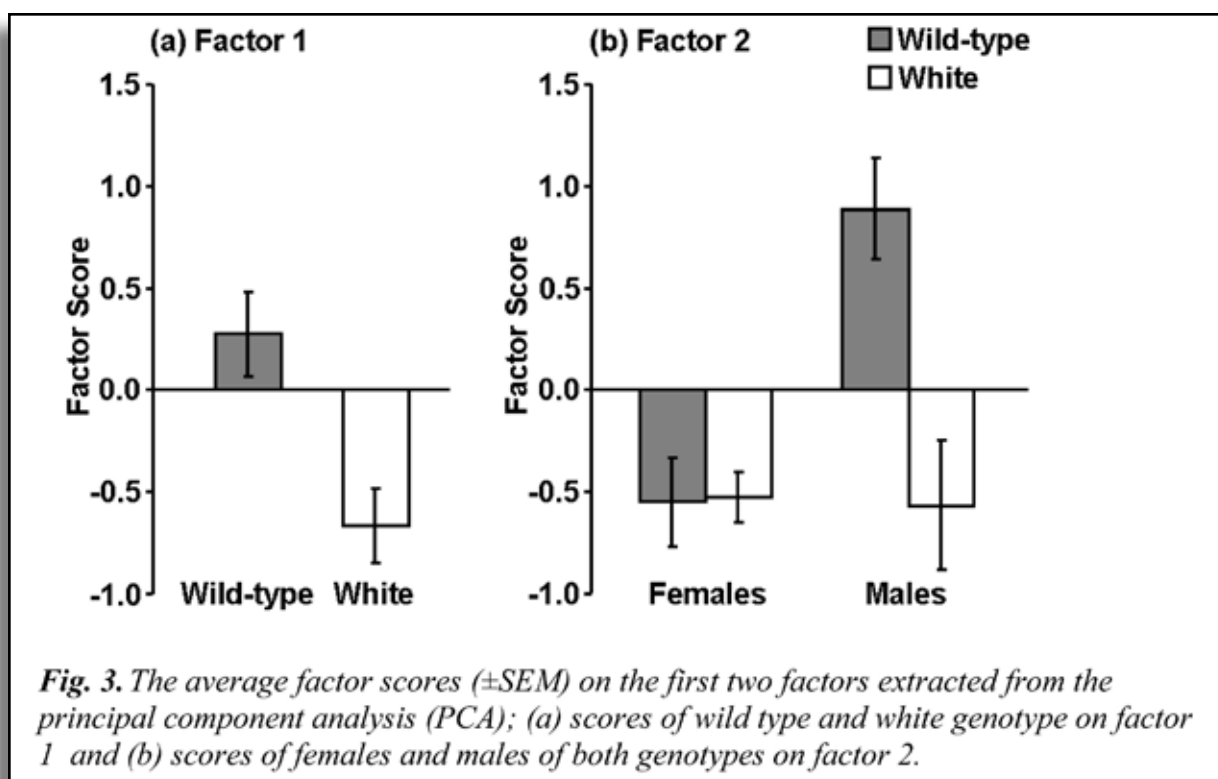 (a) Factor 1
(b) Factor 2
Wild-type
White
Factor Score
1.5
1.0
0.5
0.0
-0.5
-1.0
Wild-type White
Factor Score
1.5
1.0
0.5
0.0
-0.5
-1.0
Females Males
Fig. 3. The average factor scores (±SEM) on the first two factors extracted from the
principal component analysis (PCA); (a) scores of wild type and white genotype on factor
1 and (b) scores of females and males of both genotypes on factor 2.